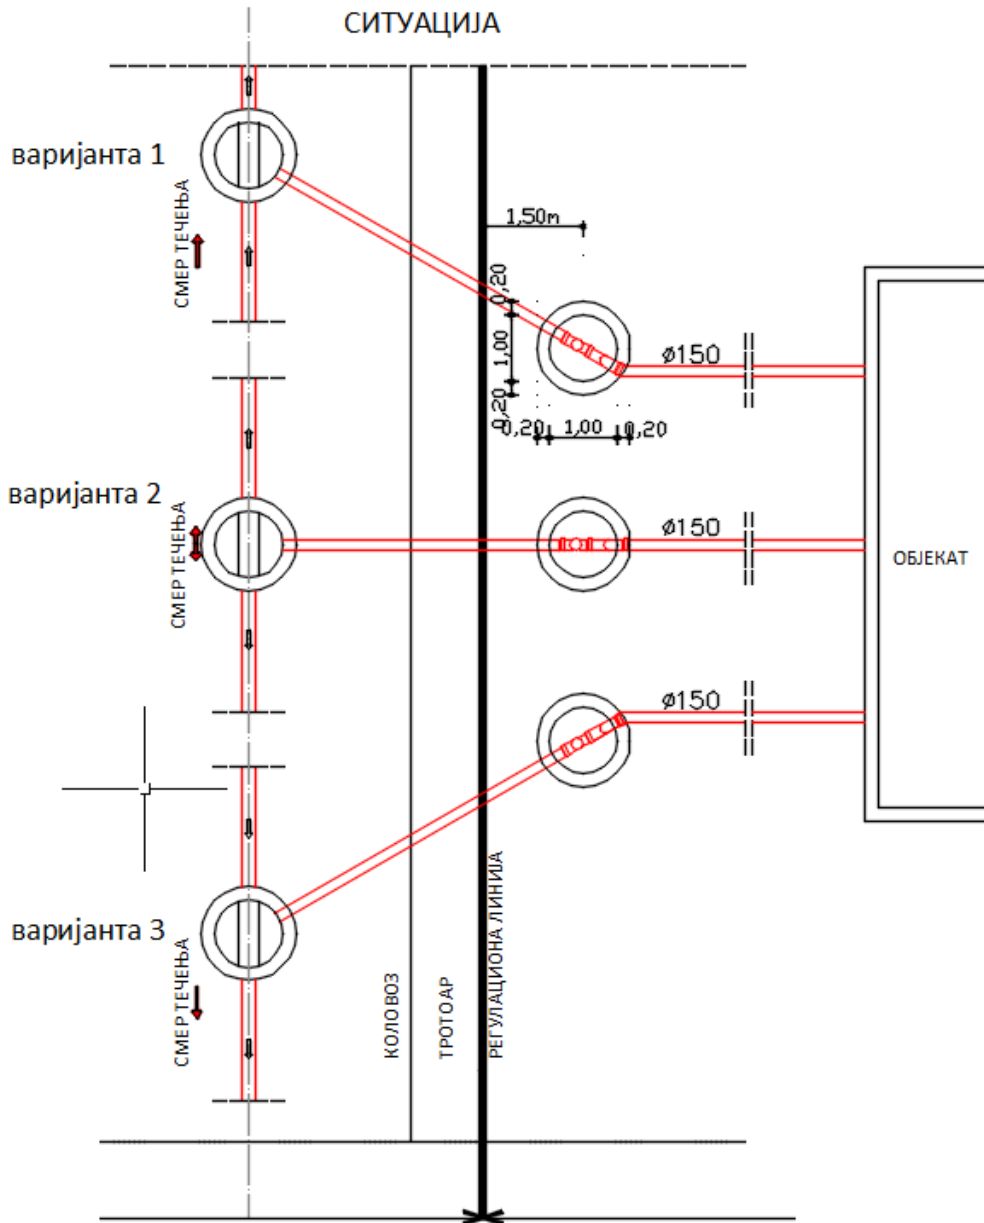 СИТУАЦИЈА
варијанта 1
СМЕР ТЕЧЕЊА
1,50m
0,20
1,00
0,20
0,20
1,00
0,20
ø150
варијанта 2
СМЕР ТЕЧЕЊА
ø150
ОБЈЕКАТ
ø150
варијанта 3
СМЕР ТЕЧЕЊА
КОЛОВОЗ
ТРОТОАР
РЕГУЛАЦИОНА ЛИНИЈА